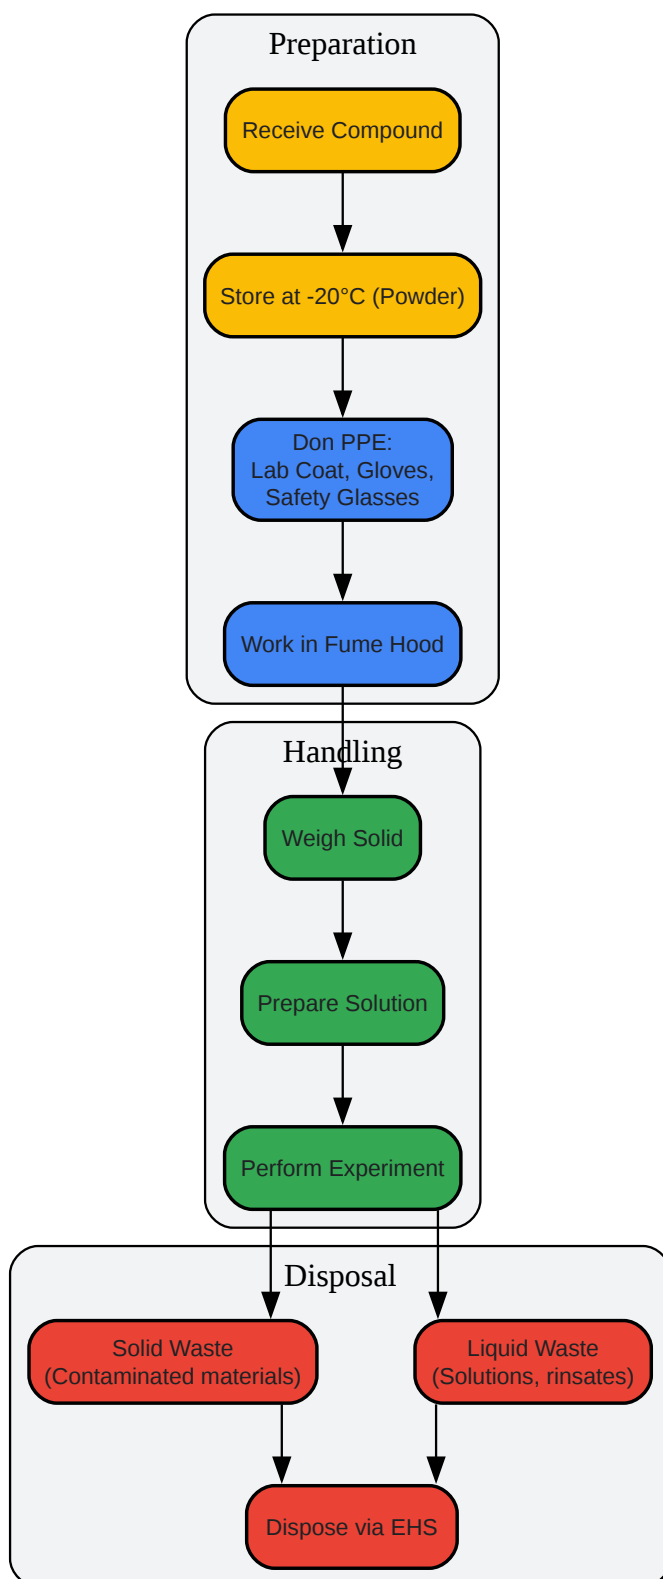 Preparation
Receive Compound
Store at -20°C (Powder)
Don PPE:
Lab Coat, Gloves,
Safety Glasses
Work in Fume Hood
Handling
Weigh Solid
Prepare Solution
Perform Experiment
Disposal
Solid Waste
(Contaminated materials)
Liquid Waste
(Solutions, rinsates)
Dispose via EHS